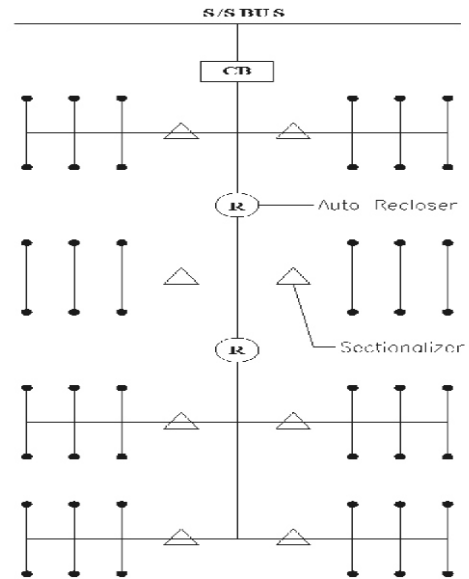 S/S BUS
CB
R
Auto Recloser
Sectionalizer
R